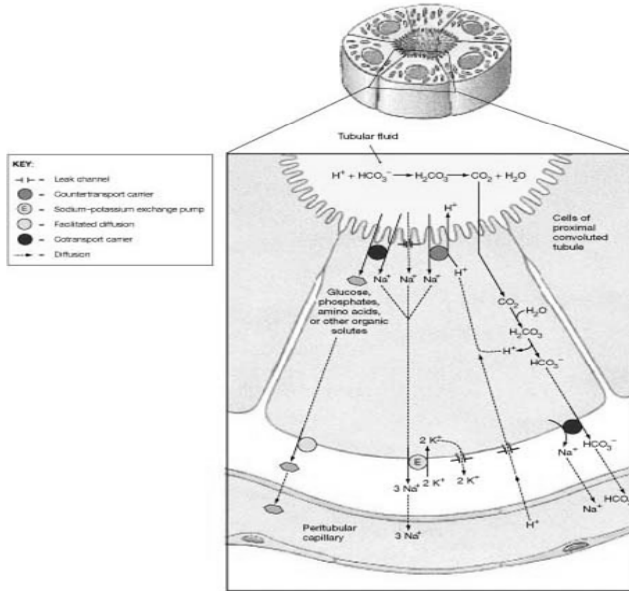 KEY:
Leak channel
Countertransport carrier
E Sodium–potassium exchange pump
Facilitated diffusion
Cotransport carrier
Diffusion
Tubular fluid
H⁺ + HCO₃⁻ → H₂CO₃ → CO₂ + H₂O
H⁺
Cells of
proximal
convoluted
tubule
Na⁺ Na⁺ Na⁺ H⁺
Glucose,
phosphates,
amino acids,
or other organic
solutes
CO₂
H₂O
H₂CO₃
H⁺
HCO₃⁻
2 K⁺
E
Na⁺
HCO₃⁻
3 Na⁺ 2 K⁺ 2 K⁺
Na⁺
HCO₃
Peritubular
capillary
3 Na⁺
H⁺